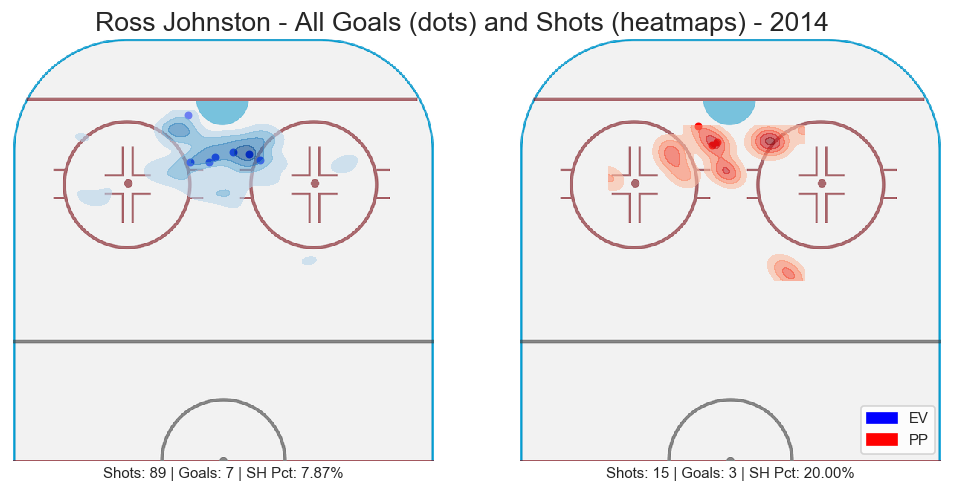 Ross Johnston - All Goals (dots) and Shots (heatmaps) - 2014
EV
PP
Shots: 89 | Goals: 7 | SH Pct: 7.87%
Shots: 15 | Goals: 3 | SH Pct: 20.00%